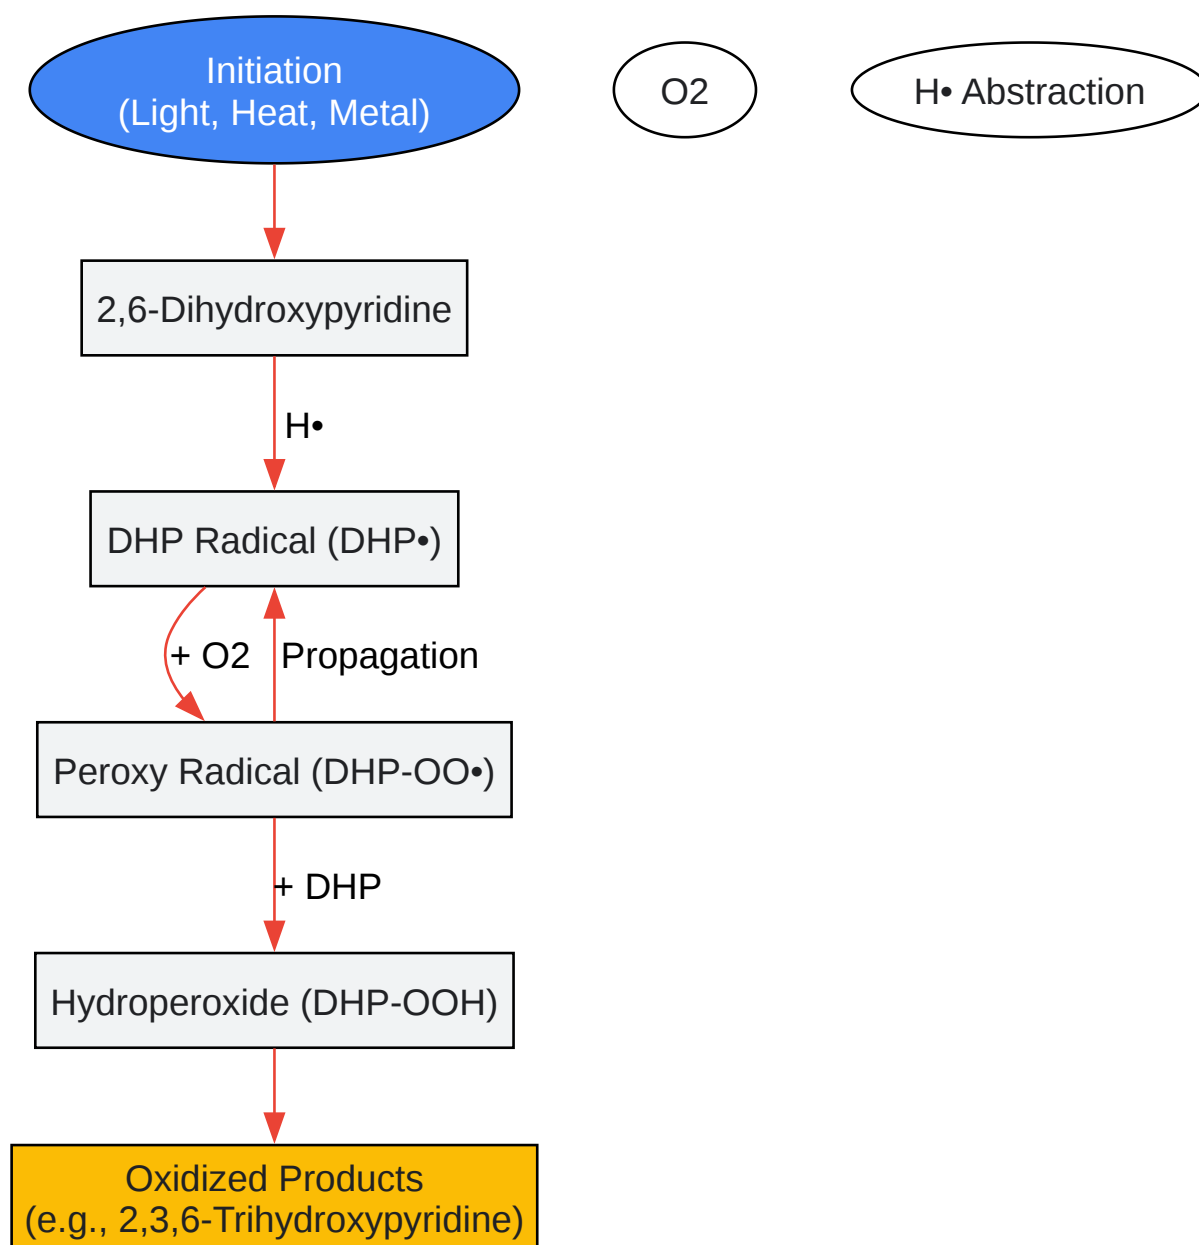 Initiation
(Light, Heat, Metal)
O2
H• Abstraction
2,6-Dihydroxypyridine
H•
DHP Radical (DHP•)
+ O2
Propagation
Peroxy Radical (DHP-OO•)
+ DHP
Hydroperoxide (DHP-OOH)
Oxidized Products
(e.g., 2,3,6-Trihydroxypyridine)